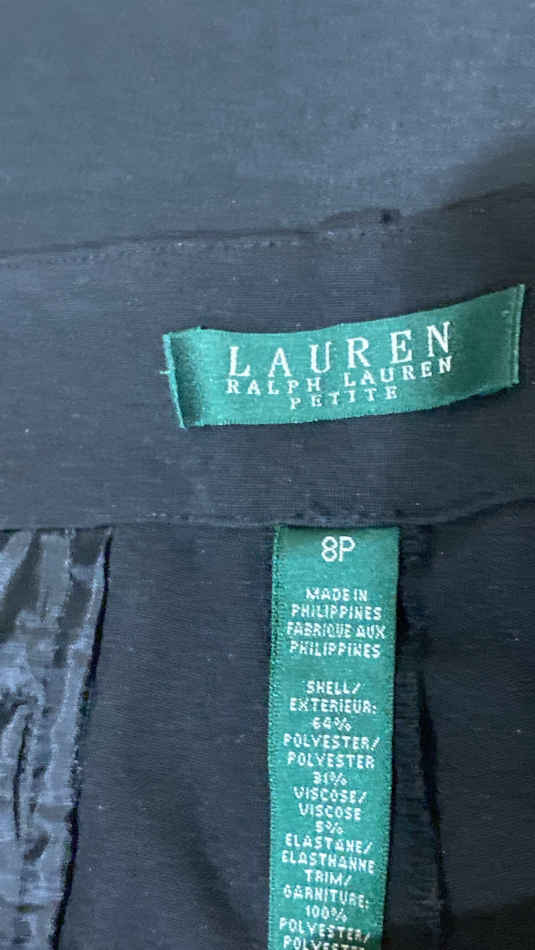 LAUREN
RALPH LAUREN
PETITE
8P
MADE IN
PHILIPPINES
FABRIQUE AUX
PHILIPPINES
SHELL/
EXTERIEUR:
64%
POLYESTER/
POLYESTER
31%
VISCOSE/
VISCOSE
5%
ELASTANE/
ELASTHANNE
TRIM/
GARNITURE:
100%
POLYESTER/
POLYESTER